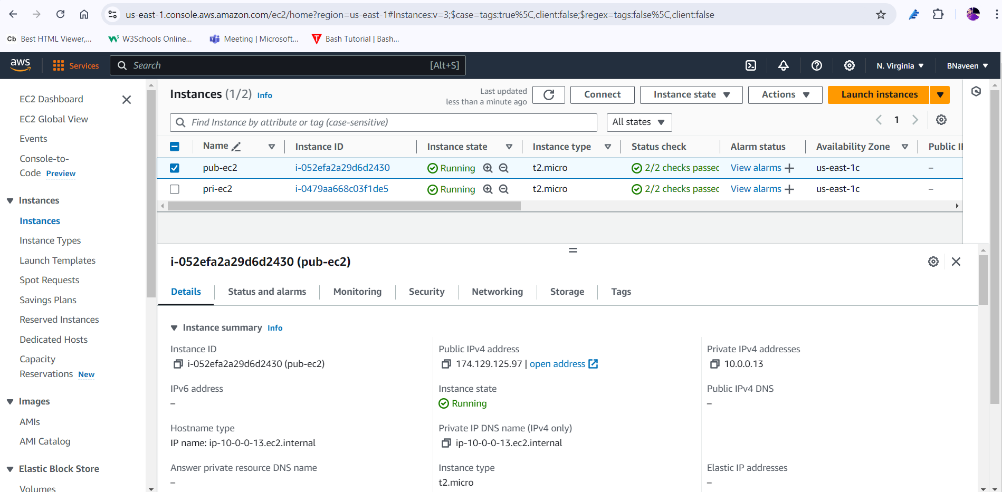 us-east-1.console.aws.amazon.com/ec2/home?region=us-east-1#Instances:v=3;$case=tags:true%5C,client:false;$regex=tags:false%5C,client:false
Cb Best HTML Viewer,... W3Schools Online... Meeting | Microsoft... Bash Tutorial | Bash...
aws Services Search [Alt+S] N. Virginia BNaveen
EC2 Dashboard
EC2 Global View
Events
Console-to-
Code Preview
Instances
Instances
Instance Types
Launch Templates
Spot Requests
Savings Plans
Reserved Instances
Dedicated Hosts
Capacity
Reservations New
Images
AMIs
AMI Catalog
Elastic Block Store
Volumes
Instances (1/2) Info
Last updated
less than a minute ago
Connect Instance state Actions Launch instances
Find Instance by attribute or tag (case-sensitive) All states 1
Name Instance ID Instance state Instance type Status check Alarm status Availability Zone Public I
pub-ec2 i-052efa2a29d6d2430 Running t2.micro 2/2 checks passec View alarms us-east-1c –
pri-ec2 i-0479aa668c03f1de5 Running t2.micro 2/2 checks passec View alarms us-east-1c –
i-052efa2a29d6d2430 (pub-ec2)
Details Status and alarms Monitoring Security Networking Storage Tags
Instance summary Info
Instance ID
i-052efa2a29d6d2430 (pub-ec2)
Public IPv4 address
174.129.125.97 | open address
Private IPv4 addresses
10.0.0.13
IPv6 address
–
Instance state
Running
Public IPv4 DNS
–
Hostname type
IP name: ip-10-0-0-13.ec2.internal
Private IP DNS name (IPv4 only)
ip-10-0-0-13.ec2.internal
Answer private resource DNS name
–
Instance type
t2.micro
Elastic IP addresses
–